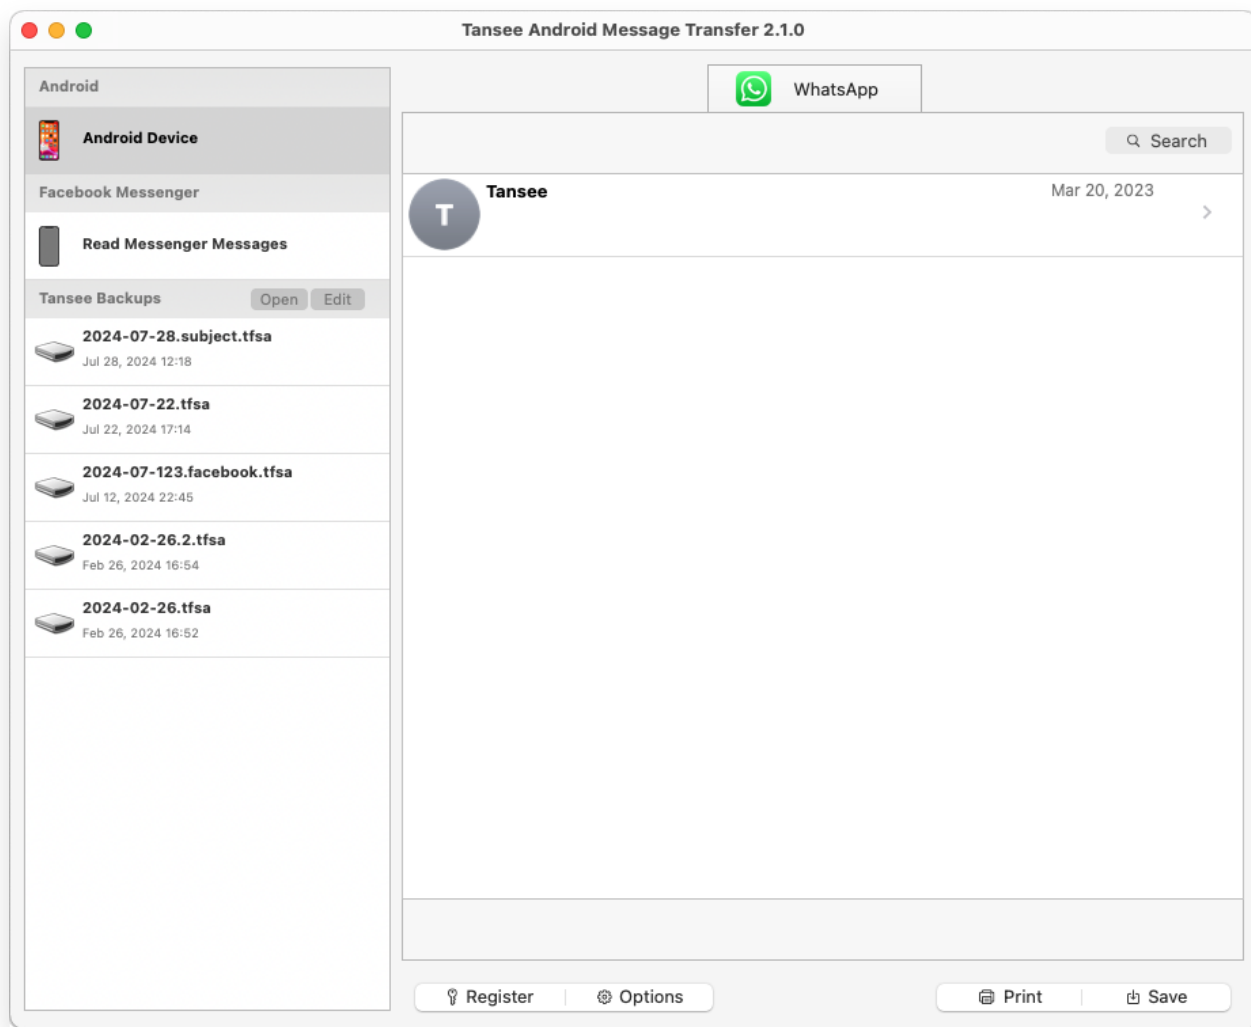 Tansee Android Message Transfer 2.1.0
Android
Android Device
Facebook Messenger
Read Messenger Messages
Tansee Backups Open Edit
2024-07-28.subject.tfsa
Jul 28, 2024 12:18
2024-07-22.tfsa
Jul 22, 2024 17:14
2024-07-123.facebook.tfsa
Jul 12, 2024 22:45
2024-02-26.2.tfsa
Feb 26, 2024 16:54
2024-02-26.tfsa
Feb 26, 2024 16:52
WhatsApp
Search
T
Tansee Mar 20, 2023
Register Options Print Save